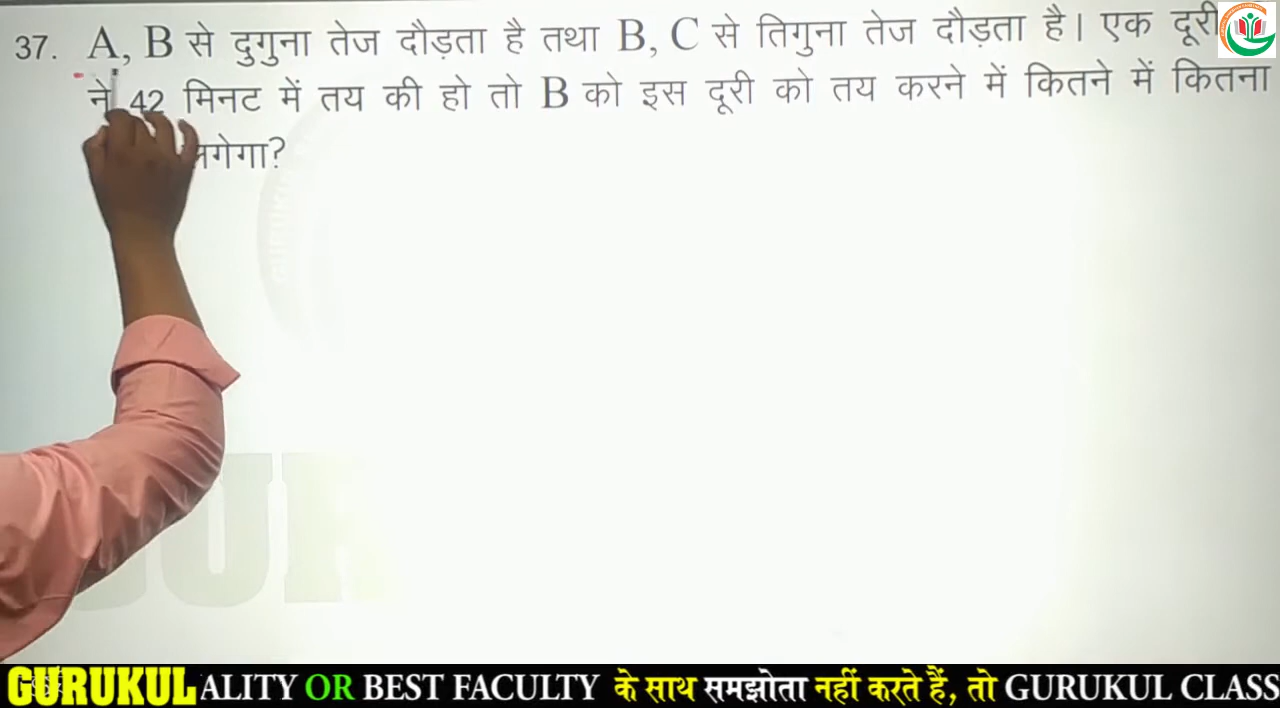 37. A, B से दुगुना तेज दौड़ता है तथा B, C से तिगुना तेज दौड़ता है। एक दूरी
ने 42 मिनट में तय की हो तो B को इस दूरी को तय करने में कितने में कितना
लगेगा?
GURUKUL ALITY OR BEST FACULTY के साथ समझोता नहीं करते हैं, तो GURUKUL CLASS